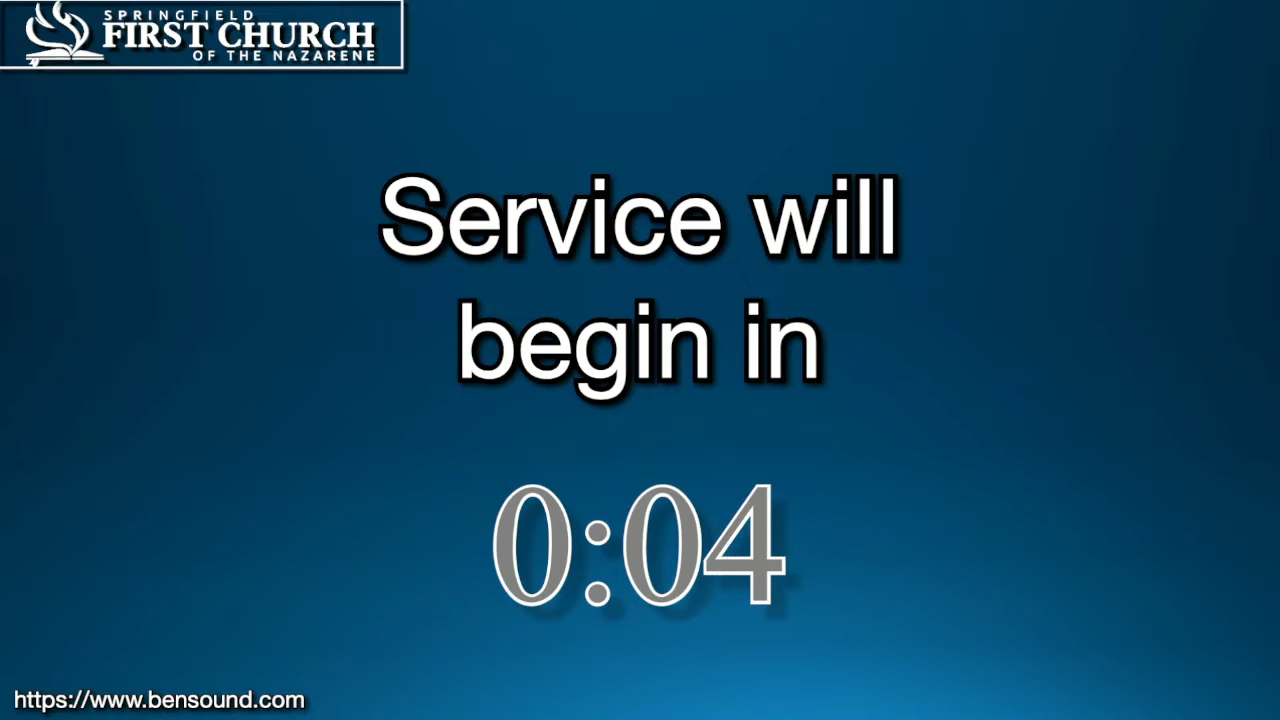 SPRINGFIELD
FIRST CHURCH
OF THE NAZARENE
Service will
begin in
0:04
https://www.bensound.com